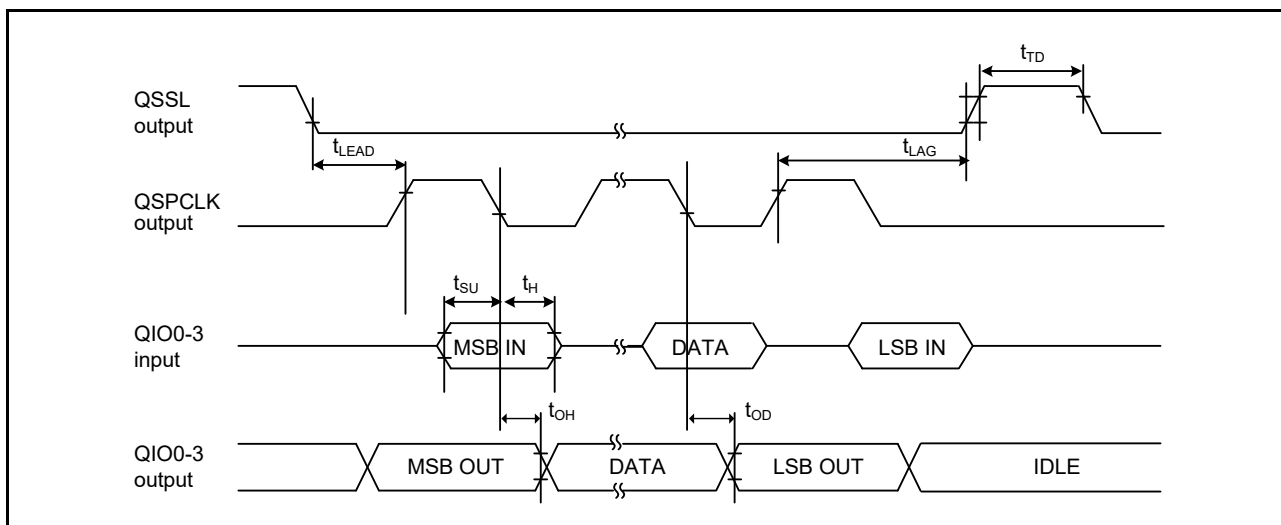 tTD
QSSL
output
tLEAD
tLAG
QSPCLK
output
tSU
tH
QIO0-3
input
MSB IN
DATA
LSB IN
tOH
tOD
QIO0-3
output
MSB OUT
DATA
LSB OUT
IDLE